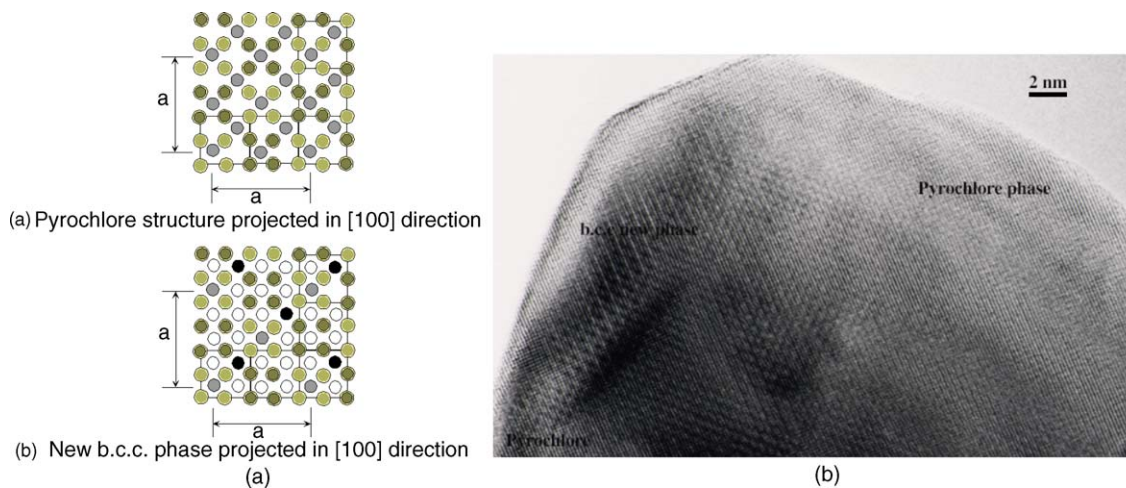 a
a
(a) Pyrochlore structure projected in [100] direction
a
a
(b) New b.c.c. phase projected in [100] direction
(a)
2 nm
Pyrochlore phase
b.c.c new phase
Pyrochlore
(b)